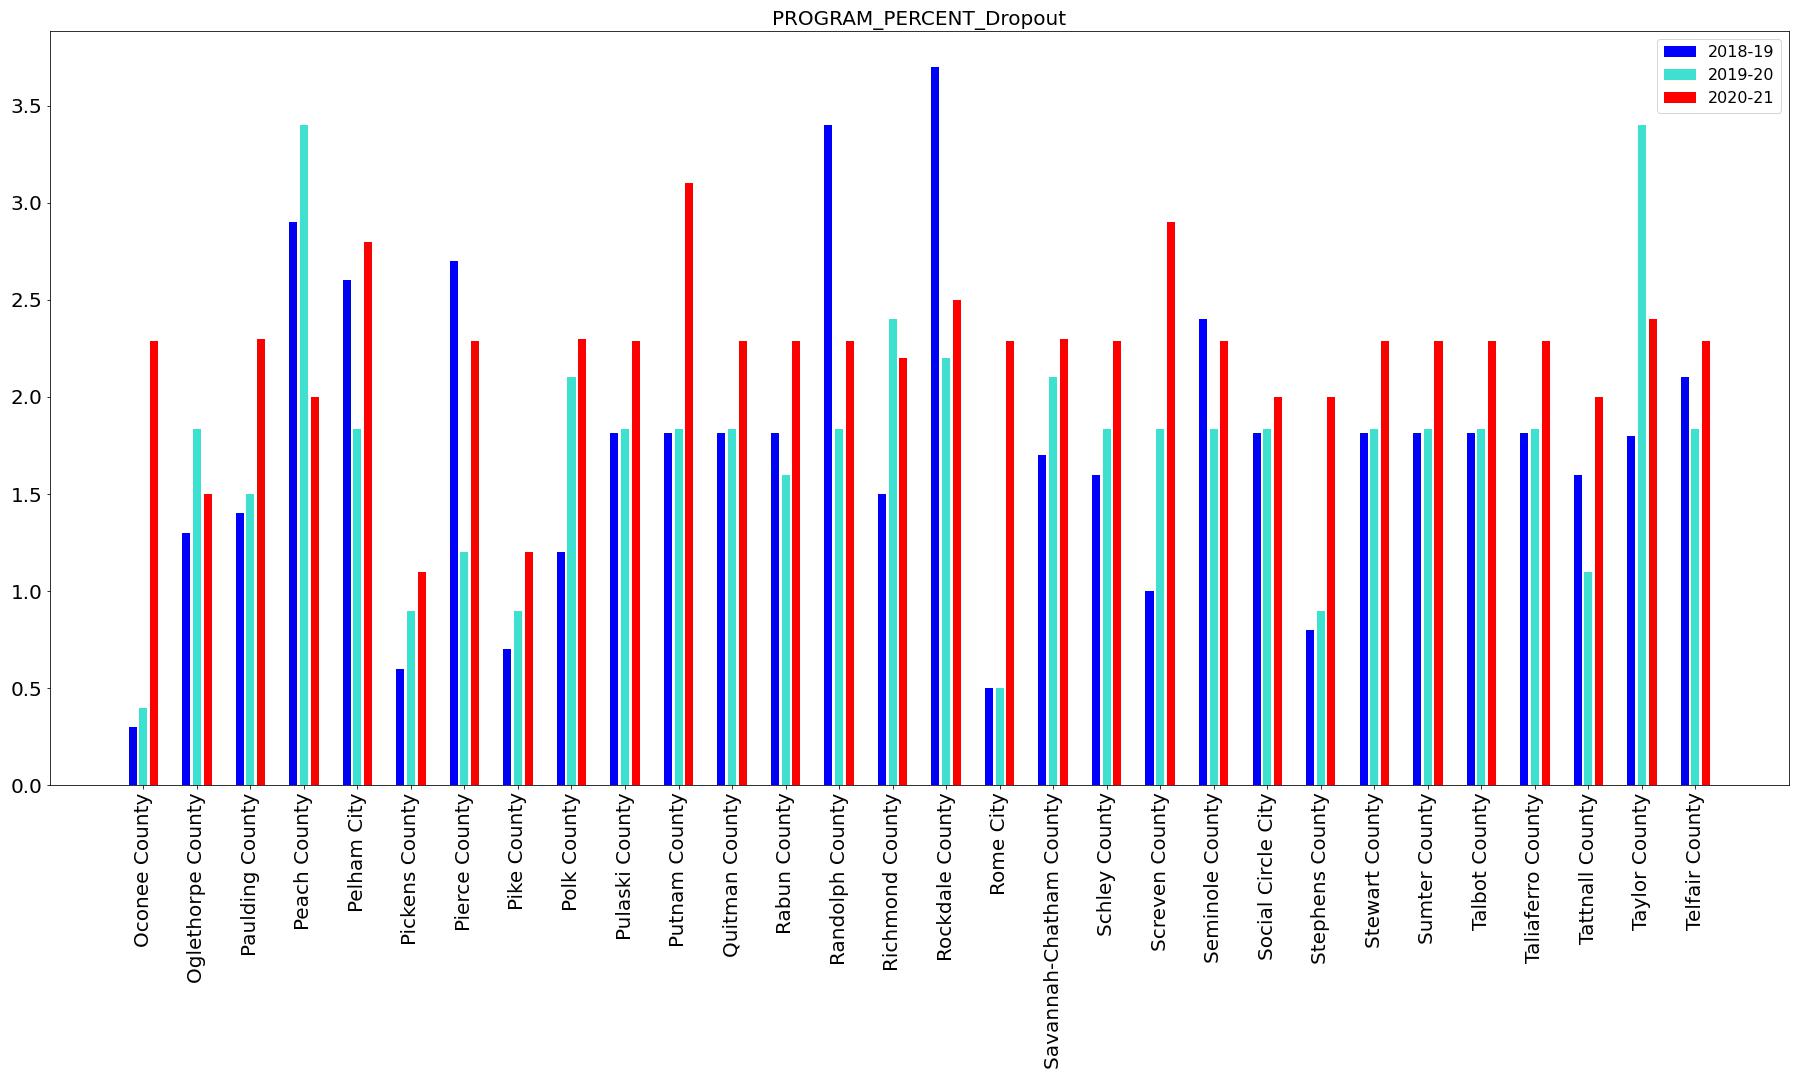 PROGRAM_PERCENT_Dropout
2018-19
2019-20
2020-21
3.5
3.0
2.5
2.0
1.5
1.0
0.5
0.0
Oconee County
Oglethorpe County
Paulding County
Peach County
Pelham City
Pickens County
Pierce County
Pike County
Polk County
Pulaski County
Putnam County
Quitman County
Rabun County
Randolph County
Richmond County
Rockdale County
Rome City
Savannah-Chatham County
Schley County
Screven County
Seminole County
Social Circle City
Stephens County
Stewart County
Sumter County
Talbot County
Taliaferro County
Tattnall County
Taylor County
Telfair County